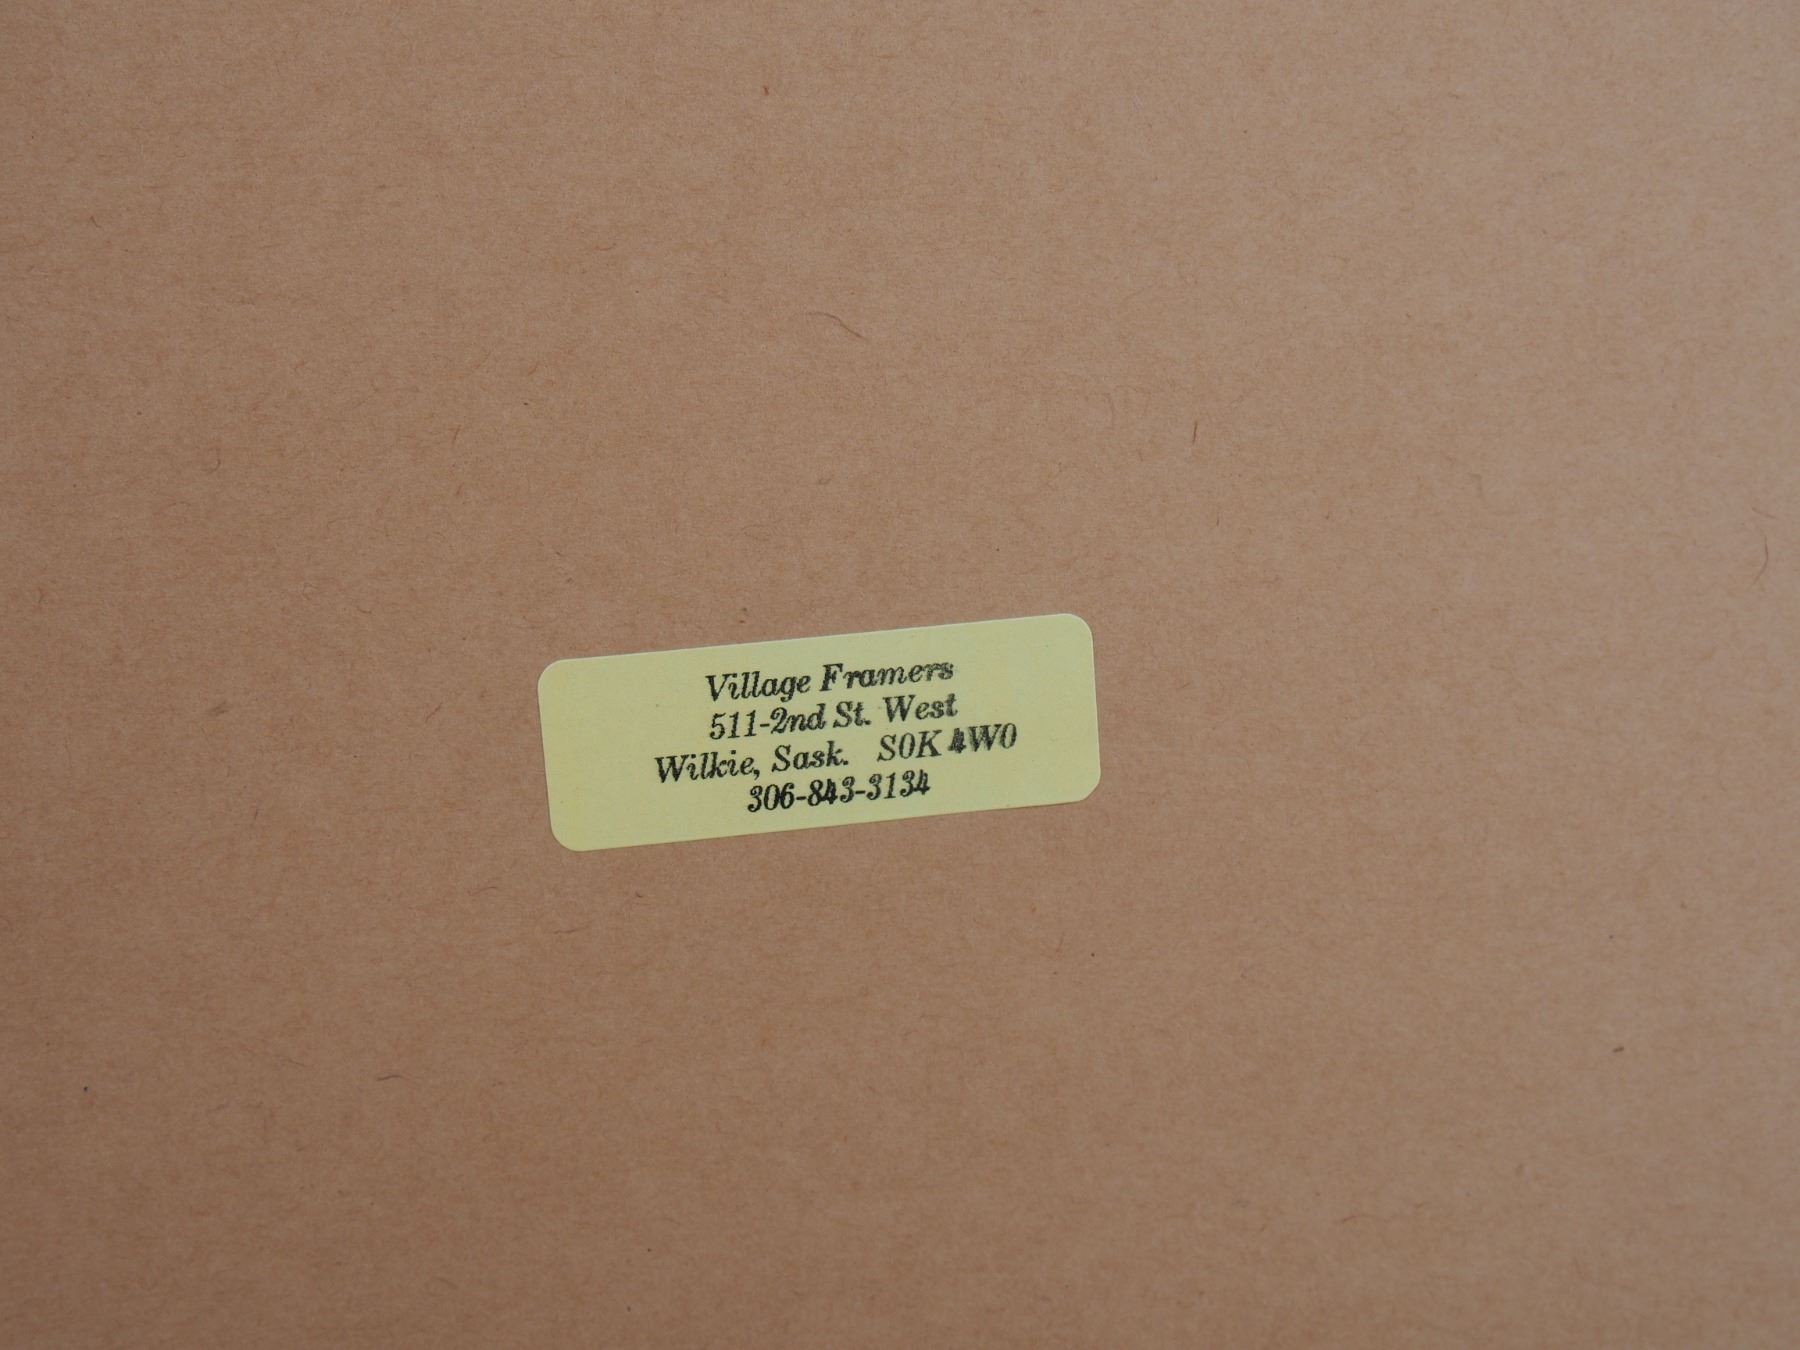 Village Framers
511-2nd St. West
Wilkie, Sask. S0K 4W0
306-843-3134